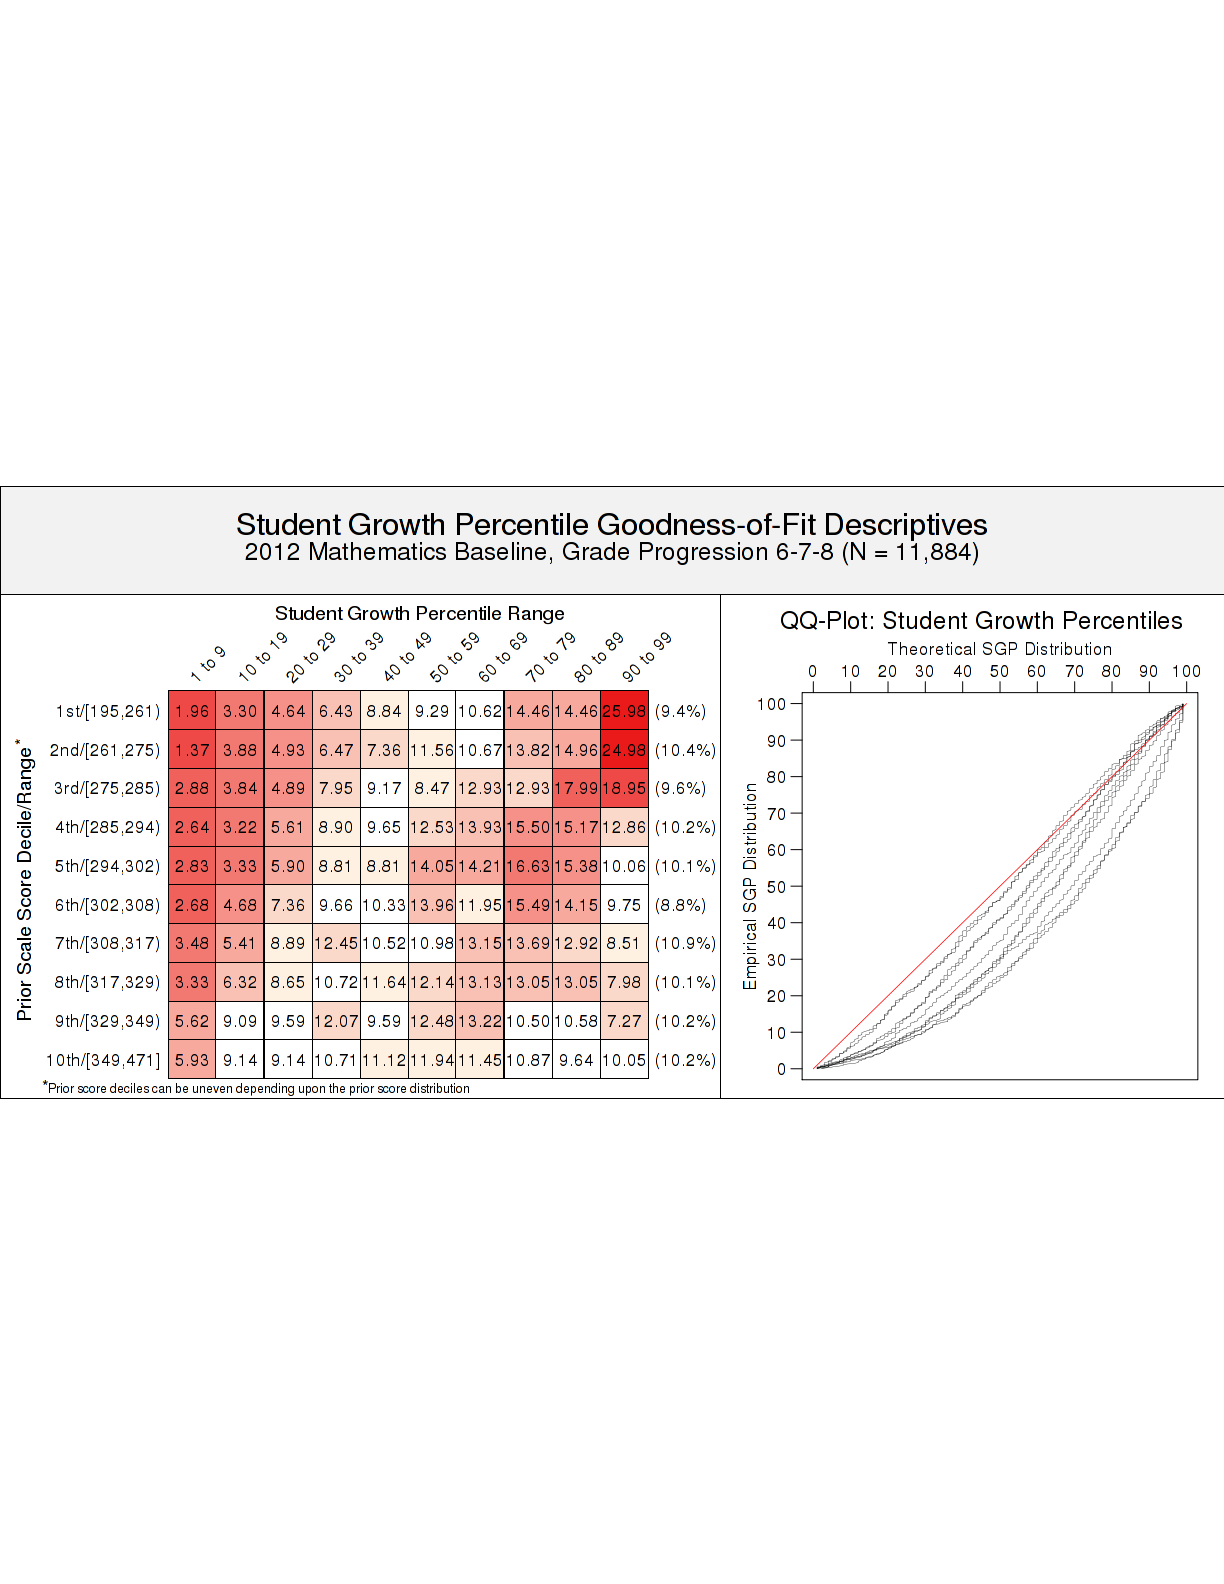 Student Growth Percentile Goodness-of-Fit Descriptives
2012 Mathematics Baseline, Grade Progression 6-7-8 (N = 11,884)
Student Growth Percentile Range
1 to 9 10 to 19 20 to 29 30 to 39 40 to 49 50 to 59 60 to 69 70 to 79 80 to 89 90 to 99
Prior Scale Score Decile/Range*
1st/[195,261) 1.96 3.30 4.64 6.43 8.84 9.29 10.62 14.46 14.46 25.98 (9.4%)
2nd/[261,275) 1.37 3.88 4.93 6.47 7.36 11.56 10.67 13.82 14.96 24.98 (10.4%)
3rd/[275,285) 2.88 3.84 4.89 7.95 9.17 8.47 12.93 12.93 17.99 18.95 (9.6%)
4th/[285,294) 2.64 3.22 5.61 8.90 9.65 12.53 13.93 15.50 15.17 12.86 (10.2%)
5th/[294,302) 2.83 3.33 5.90 8.81 8.81 14.05 14.21 16.63 15.38 10.06 (10.1%)
6th/[302,308) 2.68 4.68 7.36 9.66 10.33 13.96 11.95 15.49 14.15 9.75 (8.8%)
7th/[308,317) 3.48 5.41 8.89 12.45 10.52 10.98 13.15 13.69 12.92 8.51 (10.9%)
8th/[317,329) 3.33 6.32 8.65 10.72 11.64 12.14 13.13 13.05 13.05 7.98 (10.1%)
9th/[329,349) 5.62 9.09 9.59 12.07 9.59 12.48 13.22 10.50 10.58 7.27 (10.2%)
10th/[349,471] 5.93 9.14 9.14 10.71 11.12 11.94 11.45 10.87 9.64 10.05 (10.2%)
*Prior score deciles can be uneven depending upon the prior score distribution
QQ-Plot: Student Growth Percentiles
Theoretical SGP Distribution
0 10 20 30 40 50 60 70 80 90 100
Empirical SGP Distribution
100
90
80
70
60
50
40
30
20
10
0